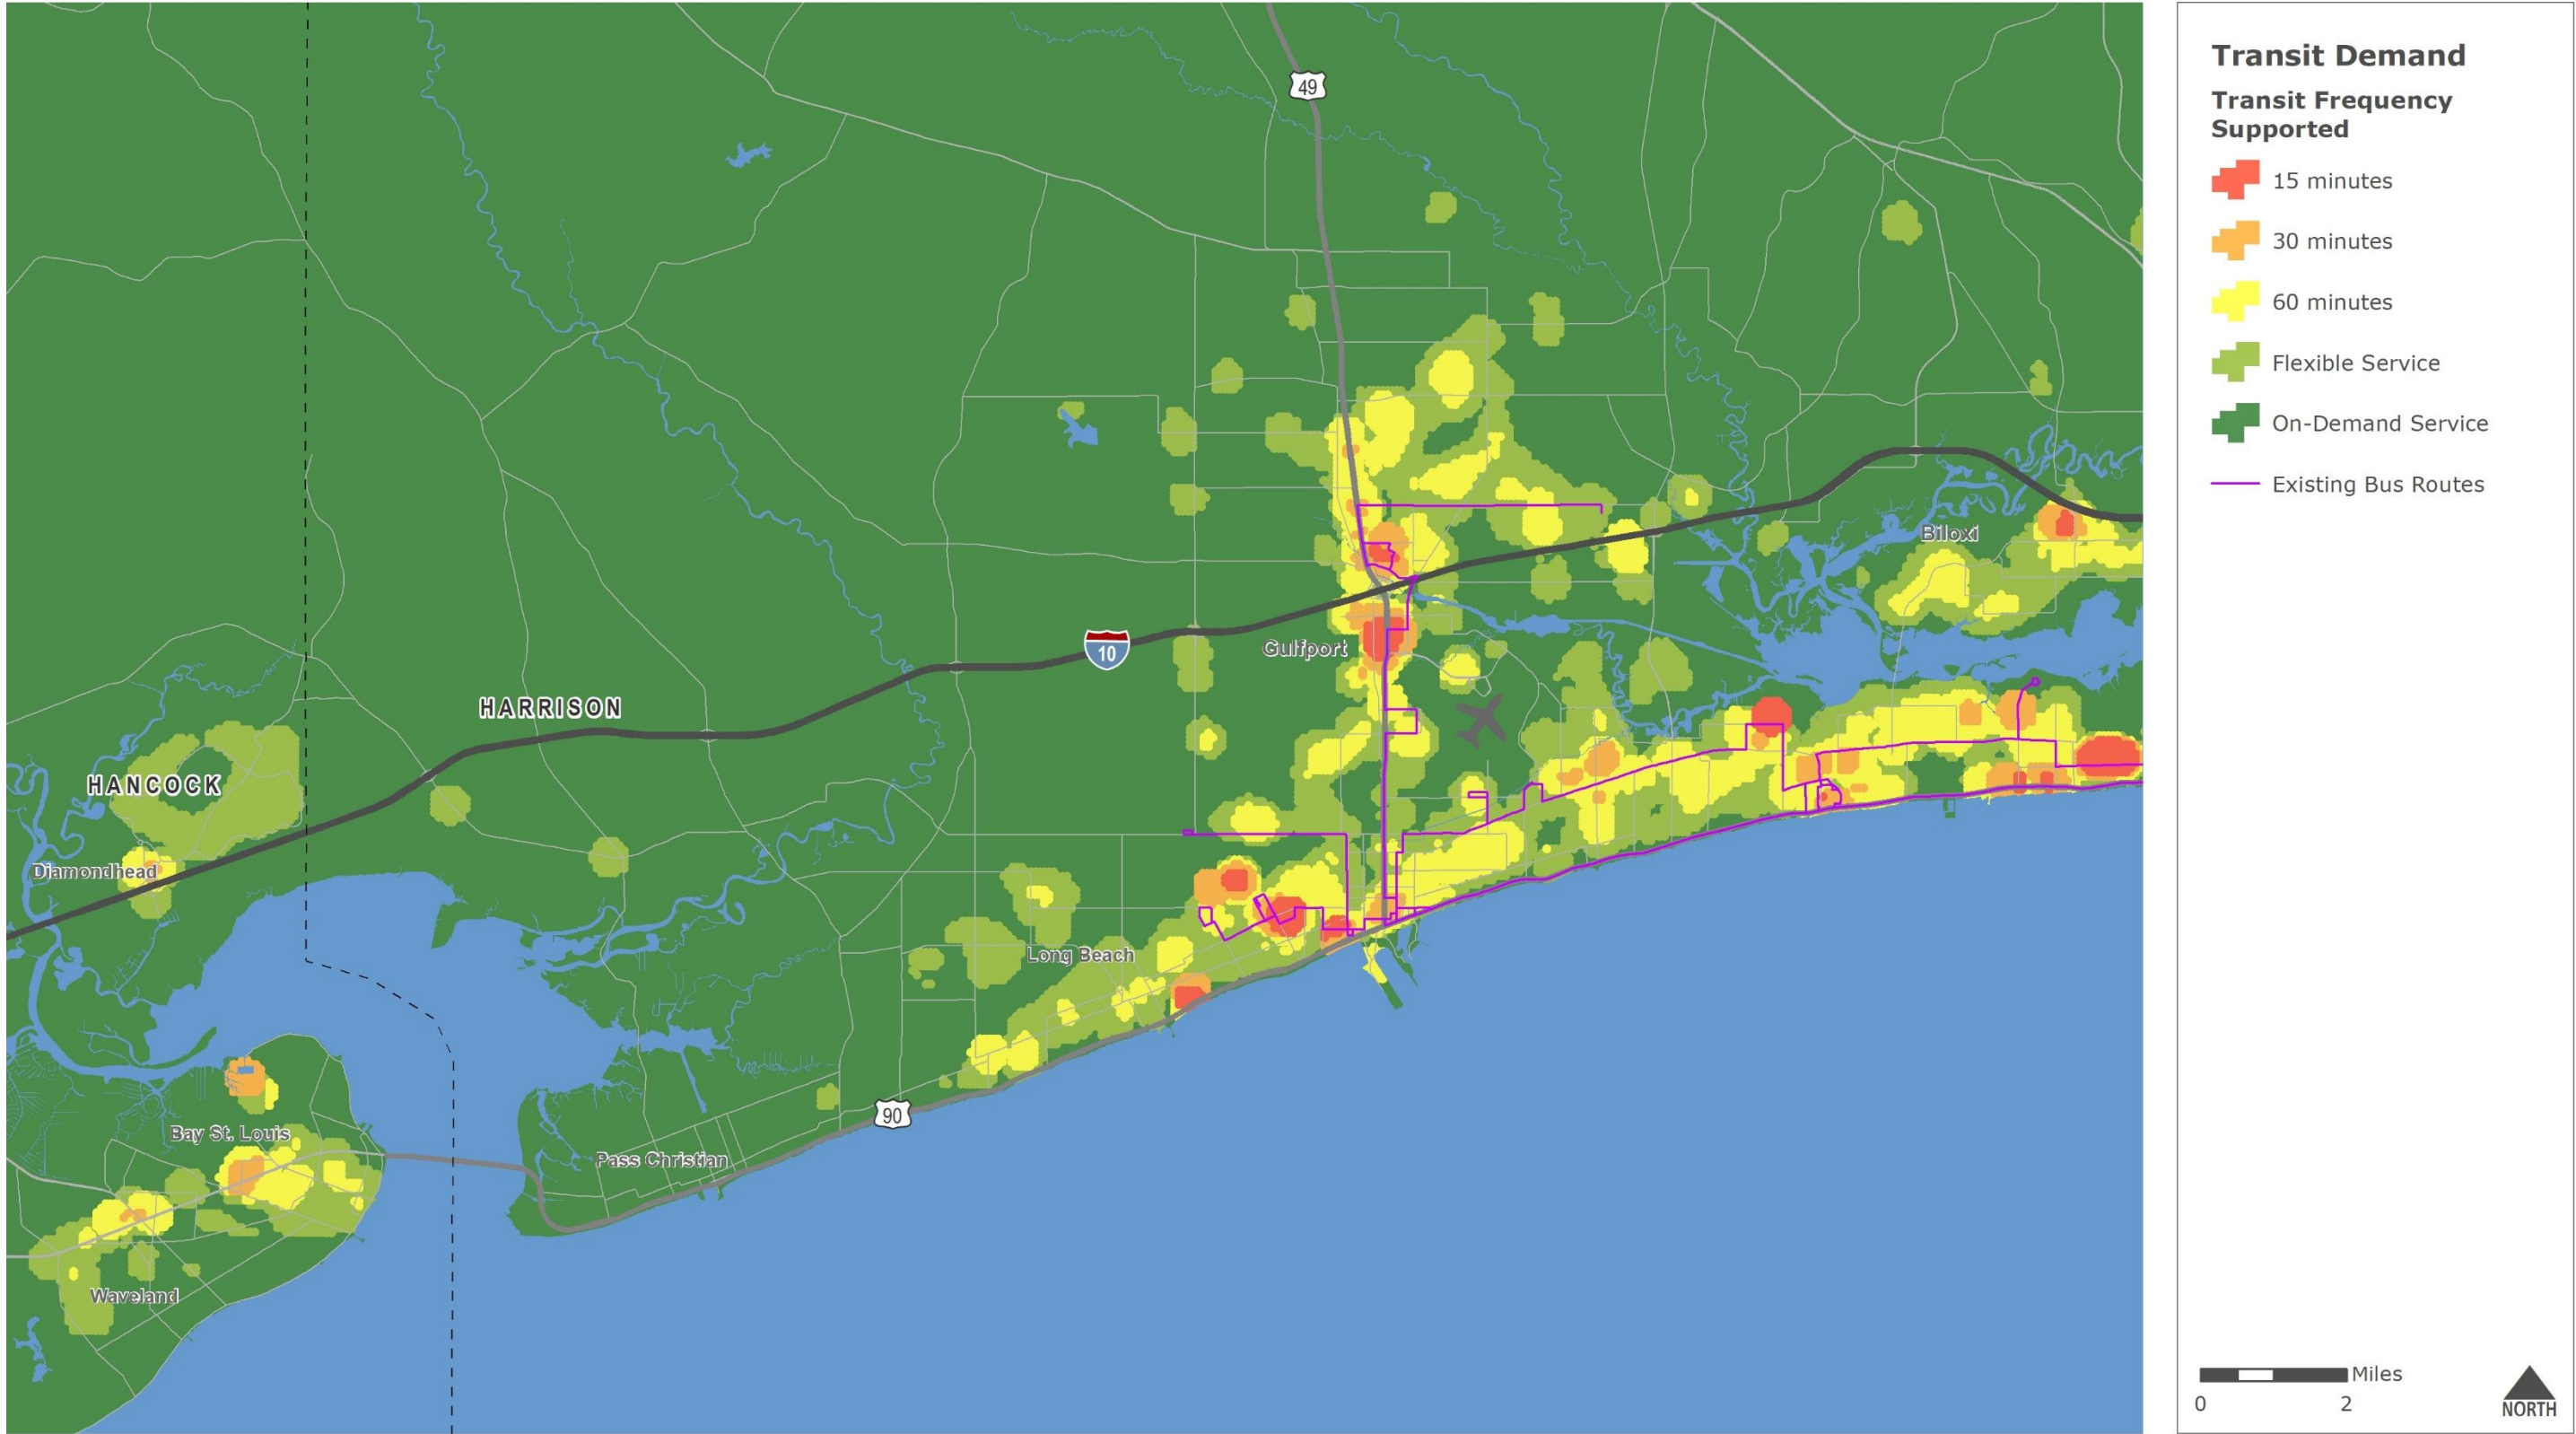 49
Biloxi
Gulfport
10
HARRISON
HANCOCK
Diamondhead
Long Beach
90
Bay St. Louis
Pass Christian
Waveland
Transit Demand
Transit Frequency
Supported
15 minutes
30 minutes
60 minutes
Flexible Service
On-Demand Service
Existing Bus Routes
Miles
0 2
NORTH